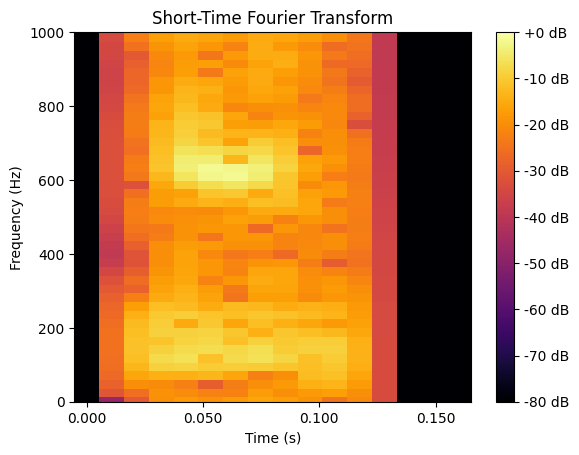 Short-Time Fourier Transform
Frequency (Hz)
1000
800
600
400
200
0
0.000
0.050
0.100
0.150
Time (s)
+0 dB
-10 dB
-20 dB
-30 dB
-40 dB
-50 dB
-60 dB
-70 dB
-80 dB